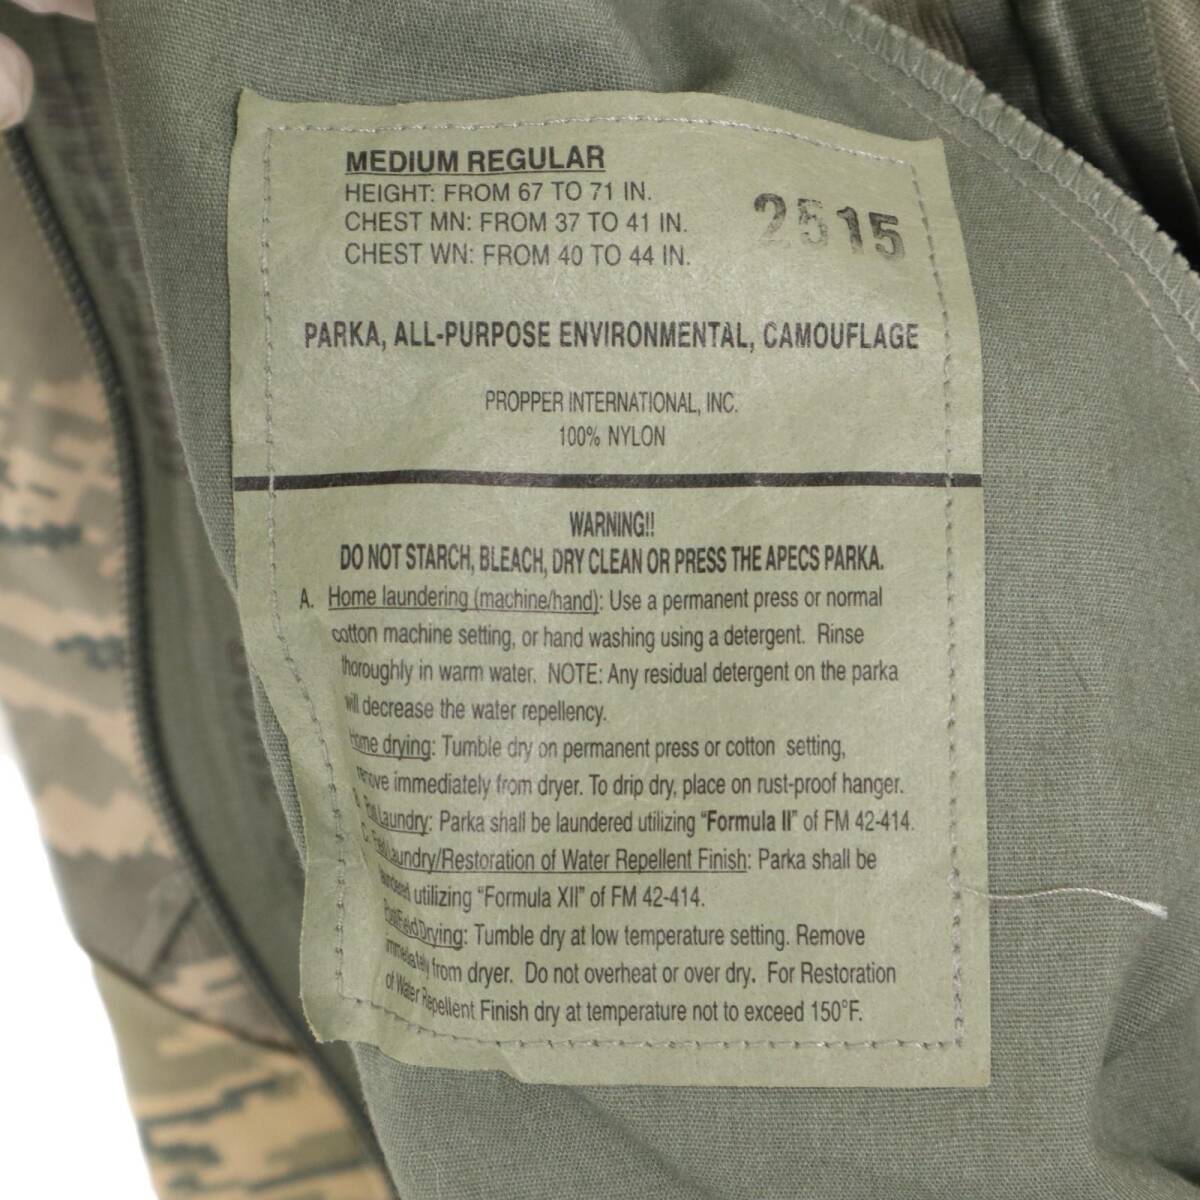 MEDIUM REGULAR
HEIGHT: FROM 67 TO 71 IN.
CHEST MN: FROM 37 TO 41 IN.
CHEST WN: FROM 40 TO 44 IN.
2515
PARKA, ALL-PURPOSE ENVIRONMENTAL, CAMOUFLAGE
PROPPER INTERNATIONAL, INC.
100% NYLON
WARNING!!
DO NOT STARCH, BLEACH, DRY CLEAN OR PRESS THE APECS PARKA.
A. Home laundering (machine/hand): Use a permanent press or normal
cotton machine setting, or hand washing using a detergent. Rinse
thoroughly in warm water. NOTE: Any residual detergent on the parka
will decrease the water repellency.
Home drying: Tumble dry on permanent press or cotton setting,
remove immediately from dryer. To drip dry, place on rust-proof hanger.
Laundry: Parka shall be laundered utilizing "Formula II" of FM 42-414.
C. Field Laundry/Restoration of Water Repellent Finish: Parka shall be
laundered utilizing "Formula XII" of FM 42-414.
Post/Field Drying: Tumble dry at low temperature setting. Remove
immediately from dryer. Do not overheat or over dry. For Restoration
of Water Repellent Finish dry at temperature not to exceed 150°F.